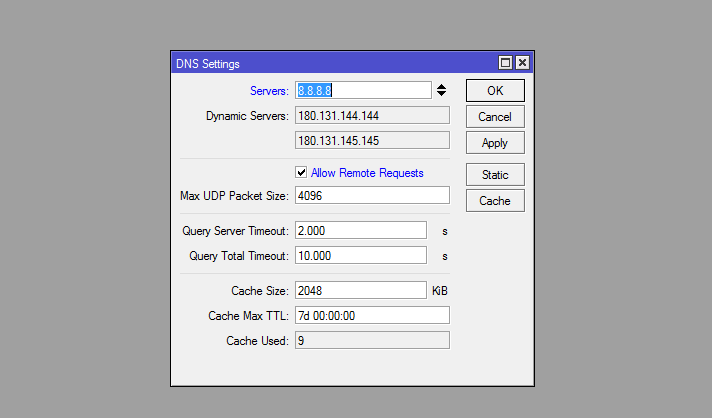 DNS Settings
Servers: 8.8.8.8 OK
Dynamic Servers: 180.131.144.144 Cancel
180.131.145.145 Apply
Allow Remote Requests Static
Max UDP Packet Size: 4096 Cache
Query Server Timeout: 2.000 s
Query Total Timeout: 10.000 s
Cache Size: 2048 KiB
Cache Max TTL: 7d 00:00:00
Cache Used: 9